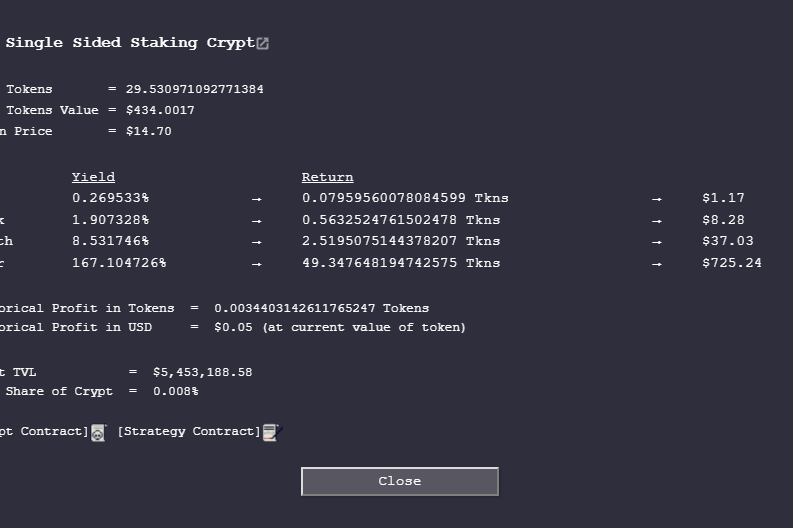 Single Sided Staking Crypt
Tokens = 29.530971092771384
Tokens Value = $434.0017
n Price = $14.70
Yield Return
0.269533% → 0.07959560078084599 Tkns → $1.17
k 1.907328% → 0.5632524761502478 Tkns → $8.28
th 8.531746% → 2.5195075144378207 Tkns → $37.03
r 167.104726% → 49.347648194742575 Tkns → $725.24
orical Profit in Tokens = 0.0034403142611765247 Tokens
orical Profit in USD = $0.05 (at current value of token)
t TVL = $5,453,188.58
Share of Crypt = 0.008%
pt Contract] [Strategy Contract]
Close